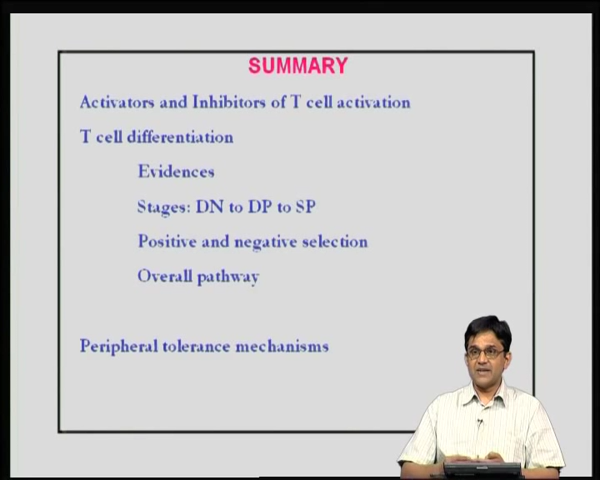 SUMMARY
Activators and Inhibitors of T cell activation
T cell differentiation
Evidences
Stages: DN to DP to SP
Positive and negative selection
Overall pathway
Peripheral tolerance mechanisms